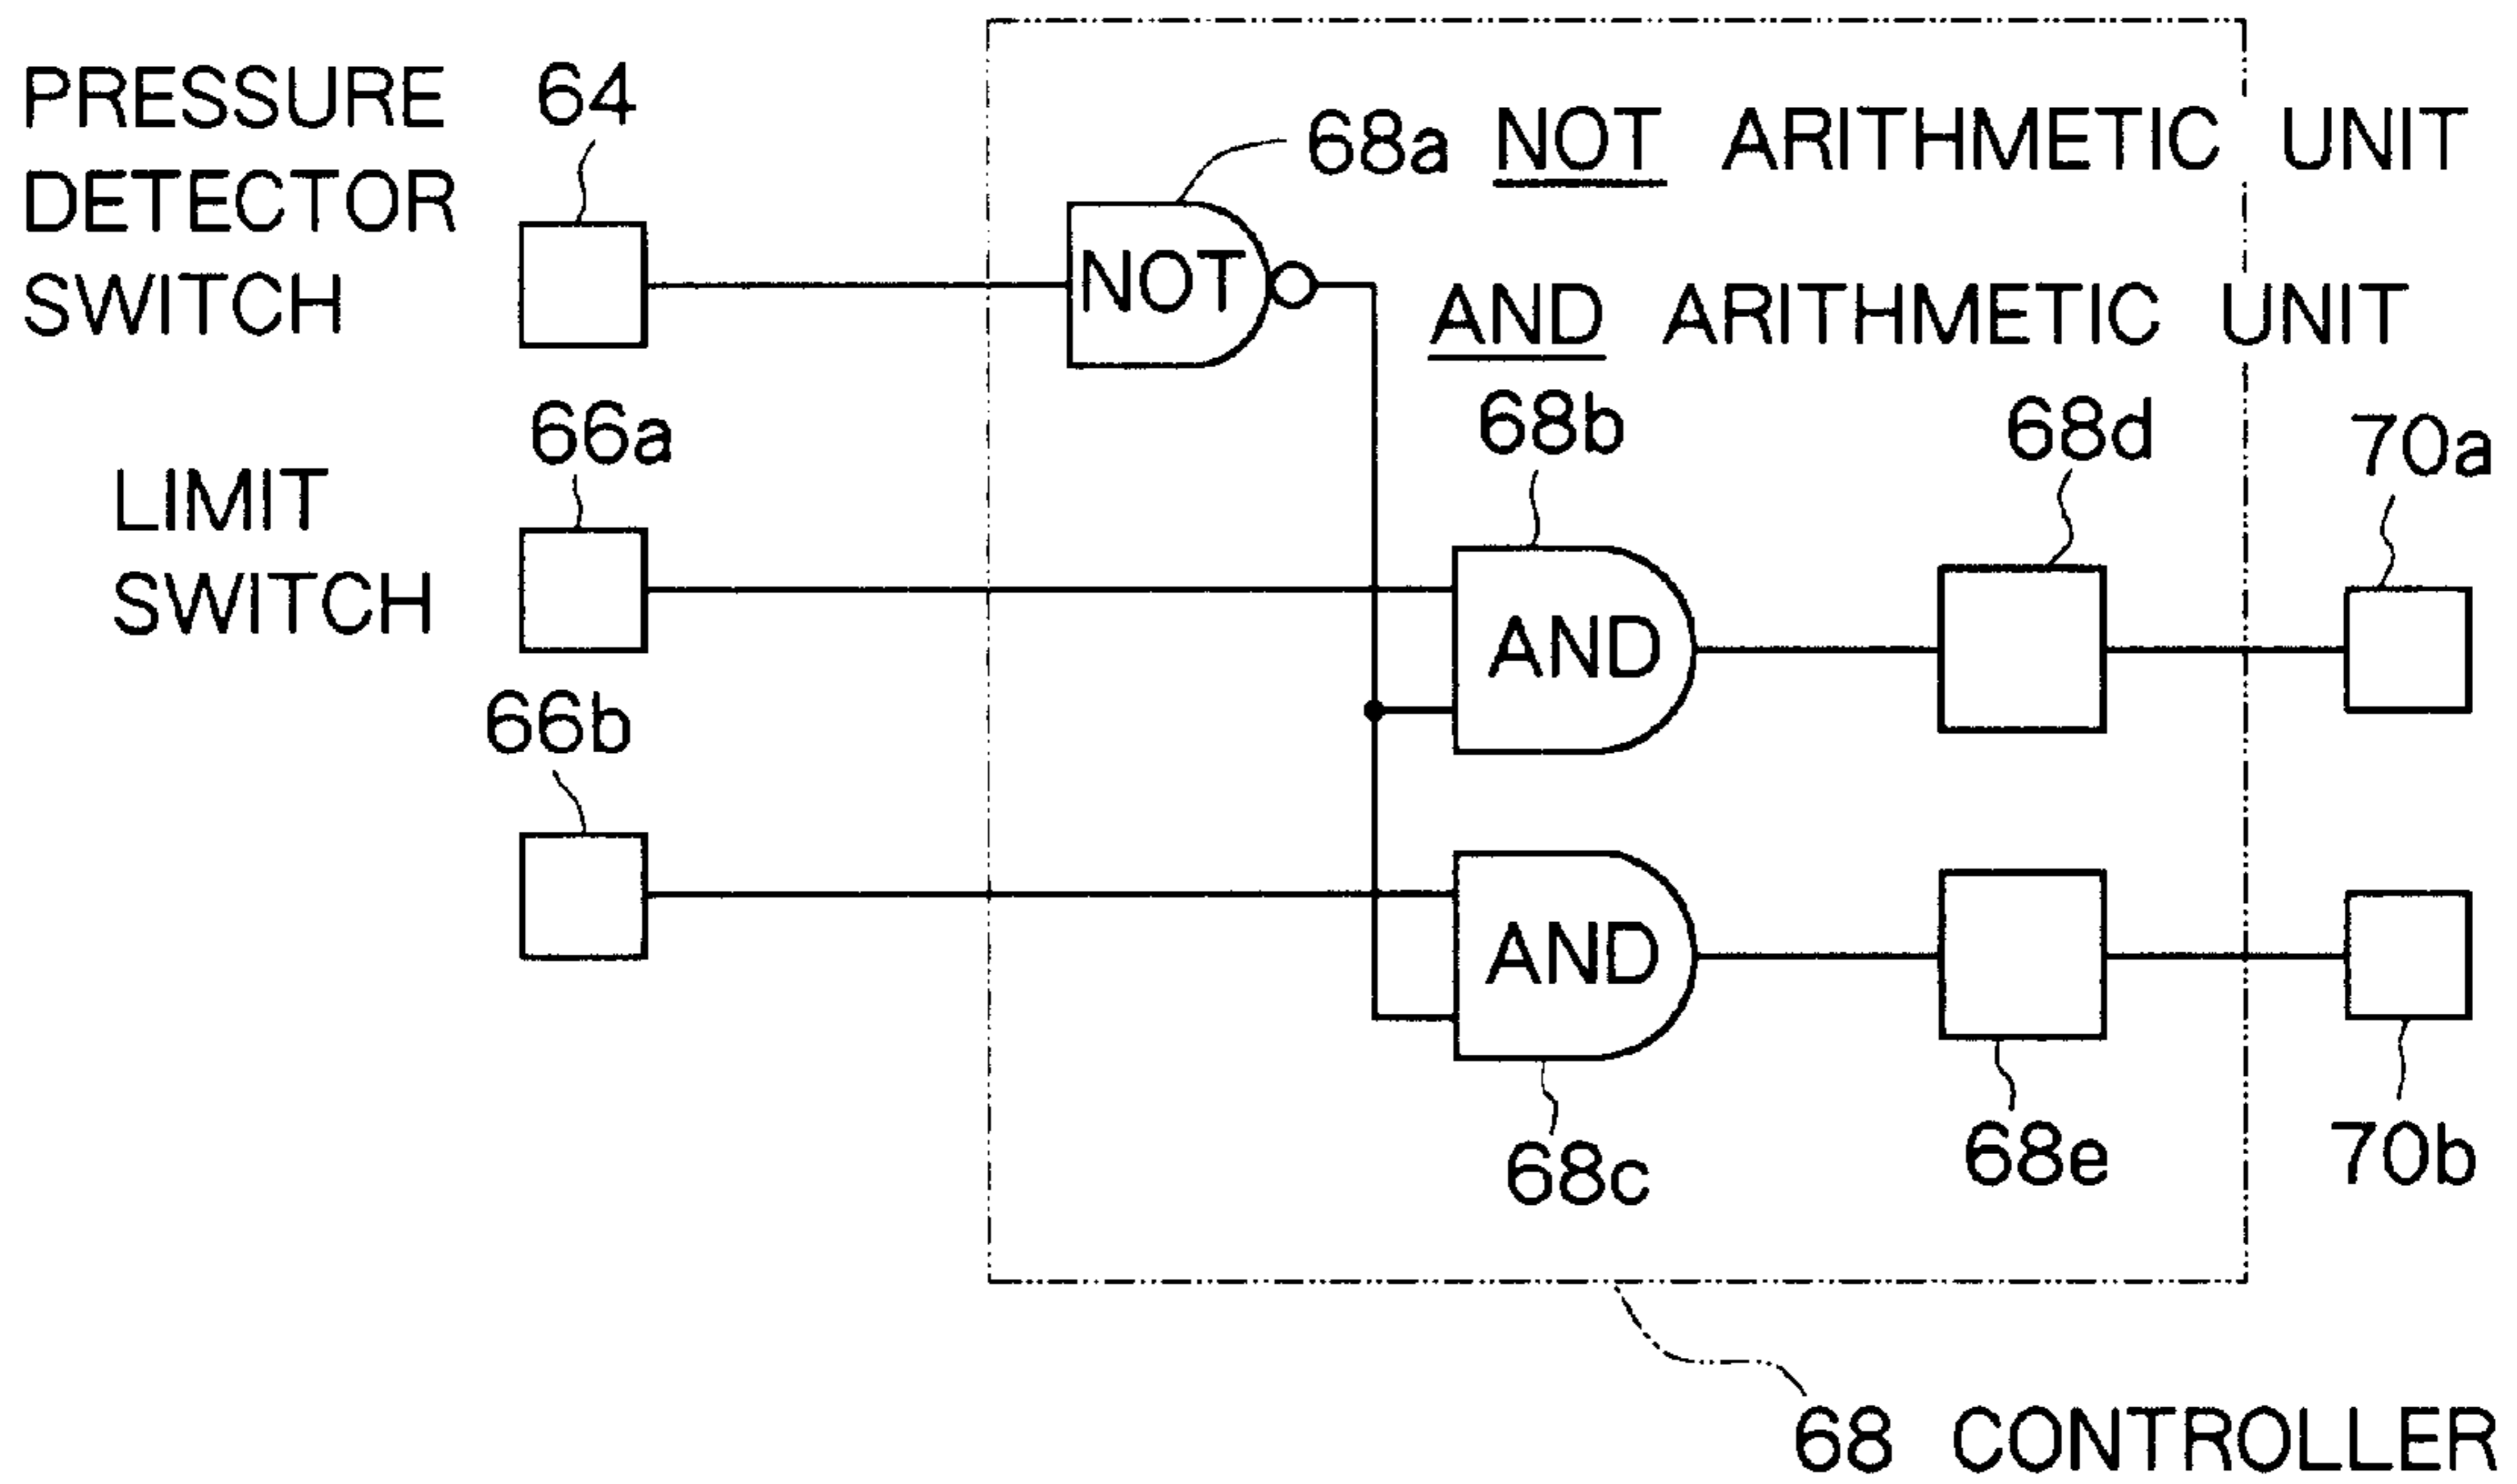 PRESSURE
DETECTOR
SWITCH
64
68a NOT ARITHMETIC UNIT
NOT
AND ARITHMETIC UNIT
LIMIT
SWITCH
66a
68b
68d
70a
AND
66b
AND
68c
68e
70b
68 CONTROLLER